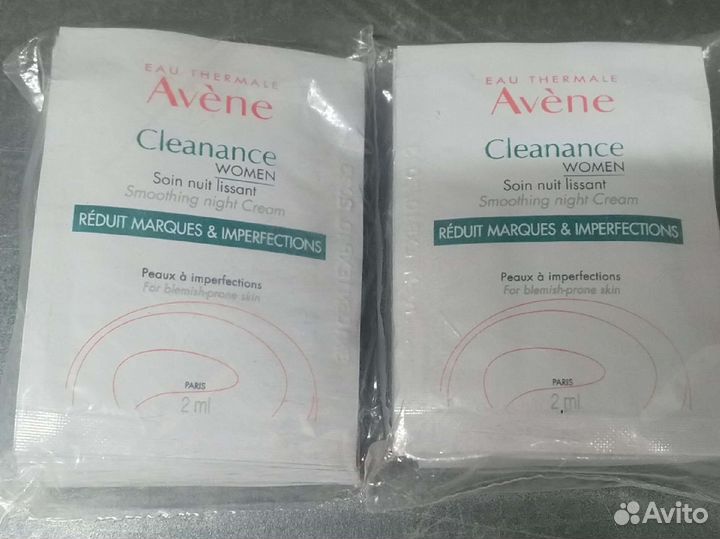 EAU THERMALE
Avène
Cleanance
WOMEN
Soin nuit lissant
Smoothing night Cream
RÉDUIT MARQUES & IMPERFECTIONS
Peaux à imperfections
For blemish-prone skin
PARIS
2 ml
EAU THERMALE
Avène
Cleanance
WOMEN
Soin nuit lissant
Smoothing night Cream
RÉDUIT MARQUES & IMPERFECTIONS
Peaux à imperfections
For blemish-prone skin
PARIS
2 ml
Avito